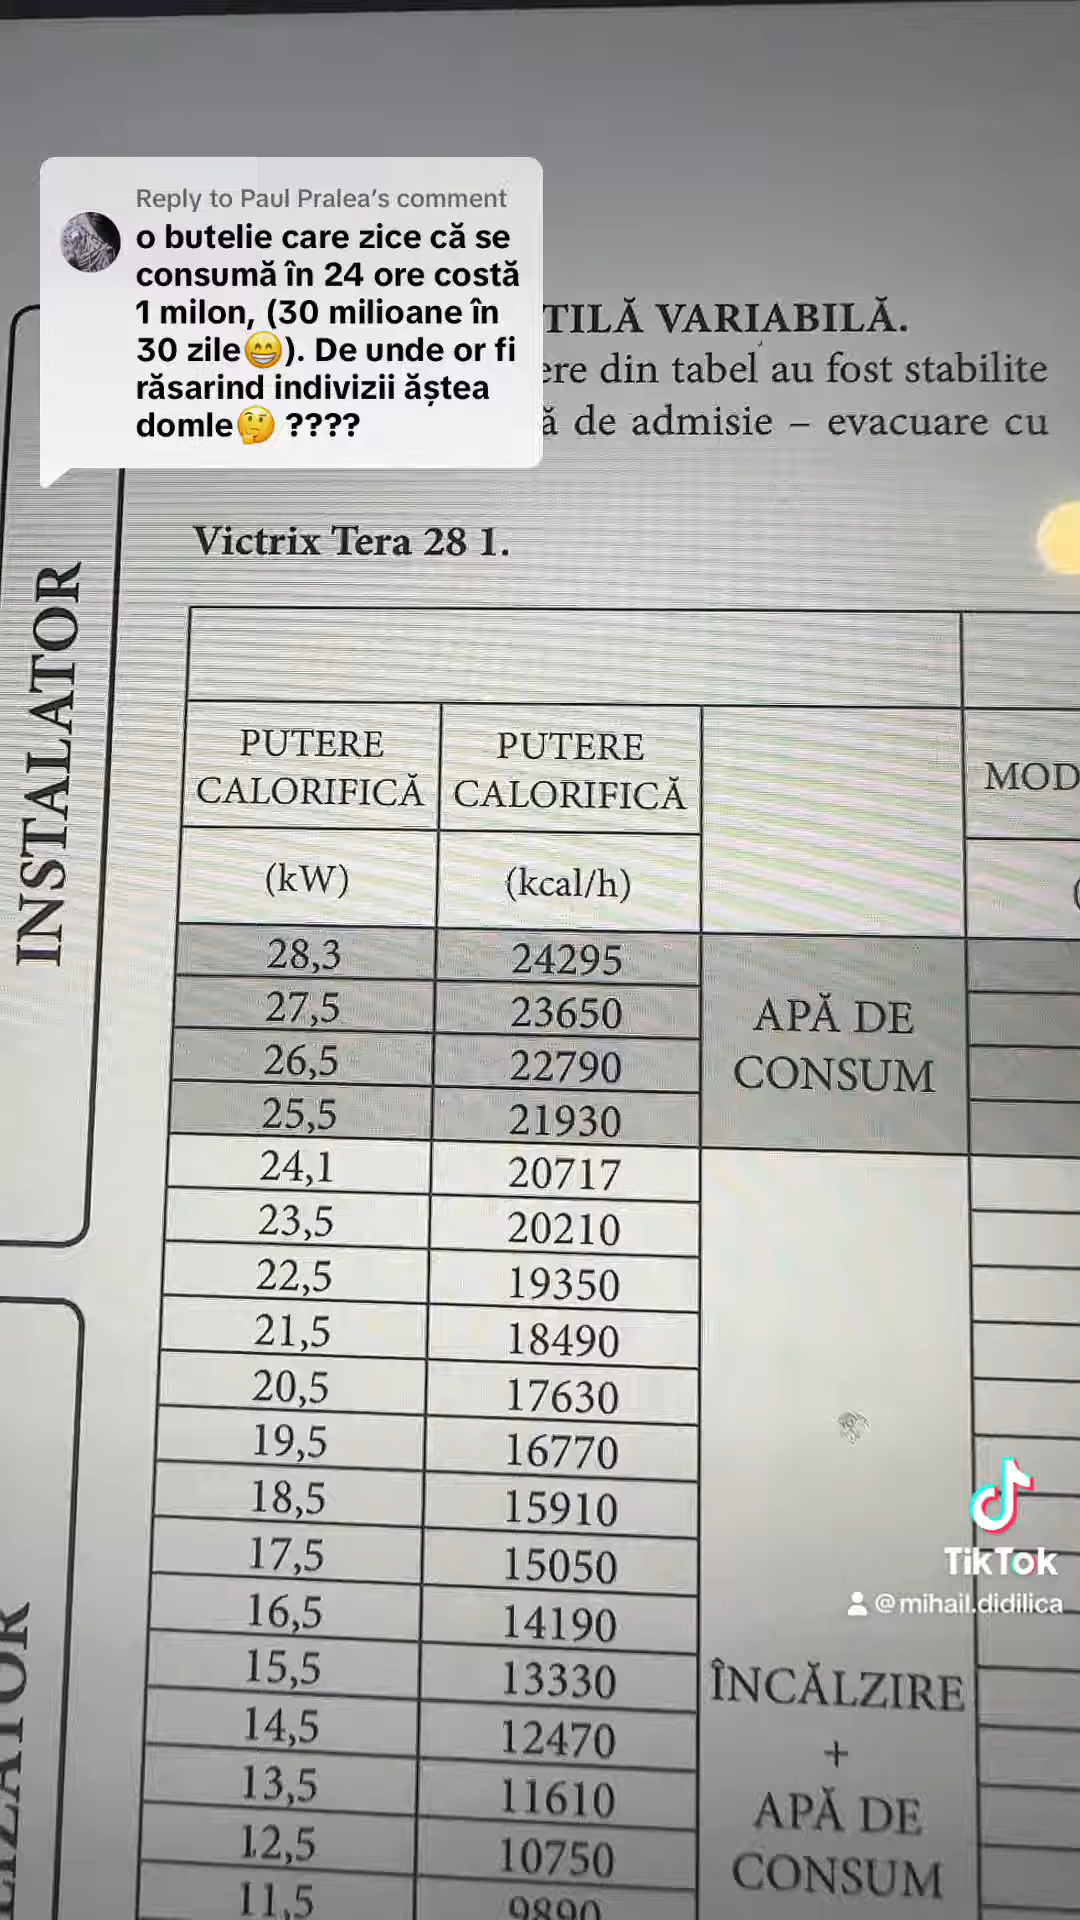 Reply to Paul Pralea's comment
o butelie care zice că se
consumă în 24 ore costă
1 milon, (30 milioane în
30 zile😁). De unde or fi
răsarind indivizii ăștea
domle🤔 ????
TILĂ VARIABILĂ.
ere din tabel au fost stabilite
ă de admisie – evacuare cu
Victrix Tera 28 1.
INSTALATOR
PUTERE CALORIFICĂ
PUTERE CALORIFICĂ
MOD
(kW)
(kcal/h)
28,3 24295
27,5 23650
26,5 22790
25,5 21930
APĂ DE
CONSUM
24,1 20717
23,5 20210
22,5 19350
21,5 18490
20,5 17630
19,5 16770
18,5 15910
17,5 15050
16,5 14190
15,5 13330
14,5 12470
13,5 11610
12,5 10750
11,5 9890
ÎNCĂLZIRE
+
APĂ DE
CONSUM
TikTok
@mihail.didilica